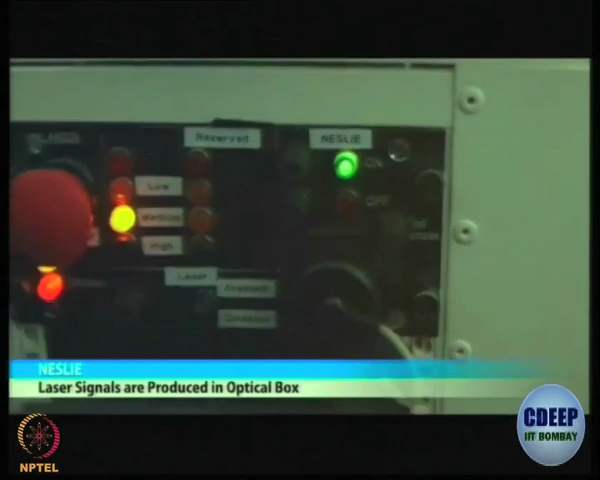 Reserved
NESLIE
ON
Low
Medium
OFF
High
Laser
Enabled
NESLIE
Laser Signals are Produced in Optical Box
CDEEP
IIT BOMBAY
NPTEL